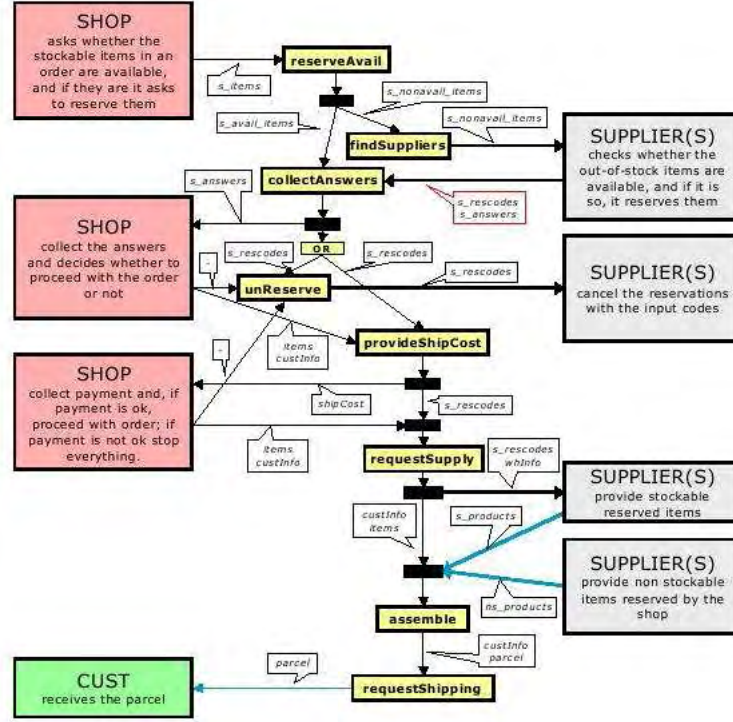 SHOP
asks whether the
stockable items in an
order are available,
and if they are it asks
to reserve them
s_items
reserveAvail
s_nonavail_items
s_avail_items
s_nonavail_items
findSuppliers
SUPPLIER(S)
checks whether the
out-of-stock items are
available, and if it is
so, it reserves them
collectAnswers
s_answers
s_rescodes
s_answers
SHOP
collect the answers
and decides whether to
proceed with the order
or not
OR
s_rescodes
s_rescodes
-
unReserve
s_rescodes
SUPPLIER(S)
cancel the reservations
with the input codes
items
custInfo
-
provideShipCost
SHOP
collect payment and, if
payment is ok,
proceed with order; if
payment is not ok stop
everything.
shipCost
s_rescodes
items
custInfo
requestSupply
s_rescodes
whInfo
SUPPLIER(S)
provide stockable
reserved items
custInfo
items
s_products
SUPPLIER(S)
provide non stockable
items reserved by the
shop
ns_products
assemble
custInfo
parcel
CUST
receives the parcel
parcel
requestShipping